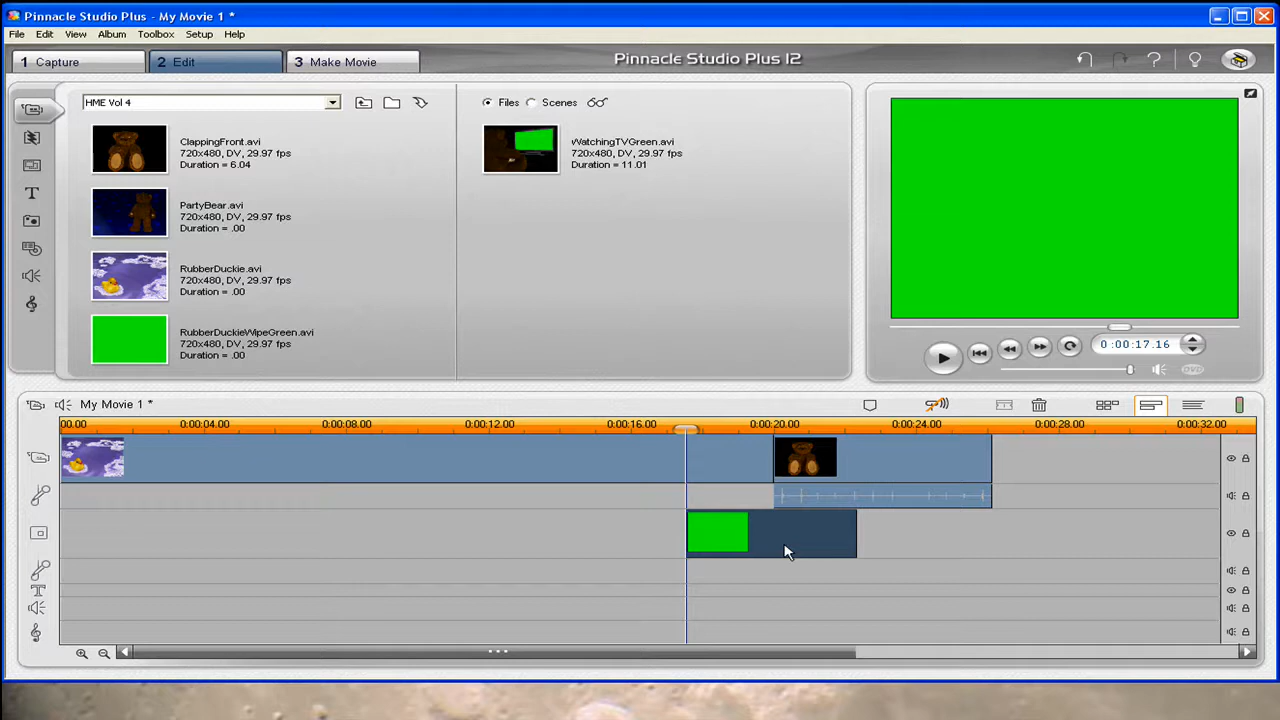 Pinnacle Studio Plus - My Movie 1 *
File Edit View Album Toolbox Setup Help
1 Capture 2 Edit 3 Make Movie Pinnacle Studio Plus 12
HME Vol 4
Files Scenes
ClappingFront.avi
720x480, DV, 29.97 fps
Duration = 6.04
PartyBear.avi
720x480, DV, 29.97 fps
Duration = .00
RubberDuckie.avi
720x480, DV, 29.97 fps
Duration = .00
RubberDuckieWipeGreen.avi
720x480, DV, 29.97 fps
Duration = .00
WatchingTVGreen.avi
720x480, DV, 29.97 fps
Duration = 11.01
0:00:17.16
DVD
My Movie 1 *
00.00 0:00:04.00 0:00:08.00 0:00:12.00 0:00:16.00 0:00:20.00 0:00:24.00 0:00:28.00 0:00:32.00